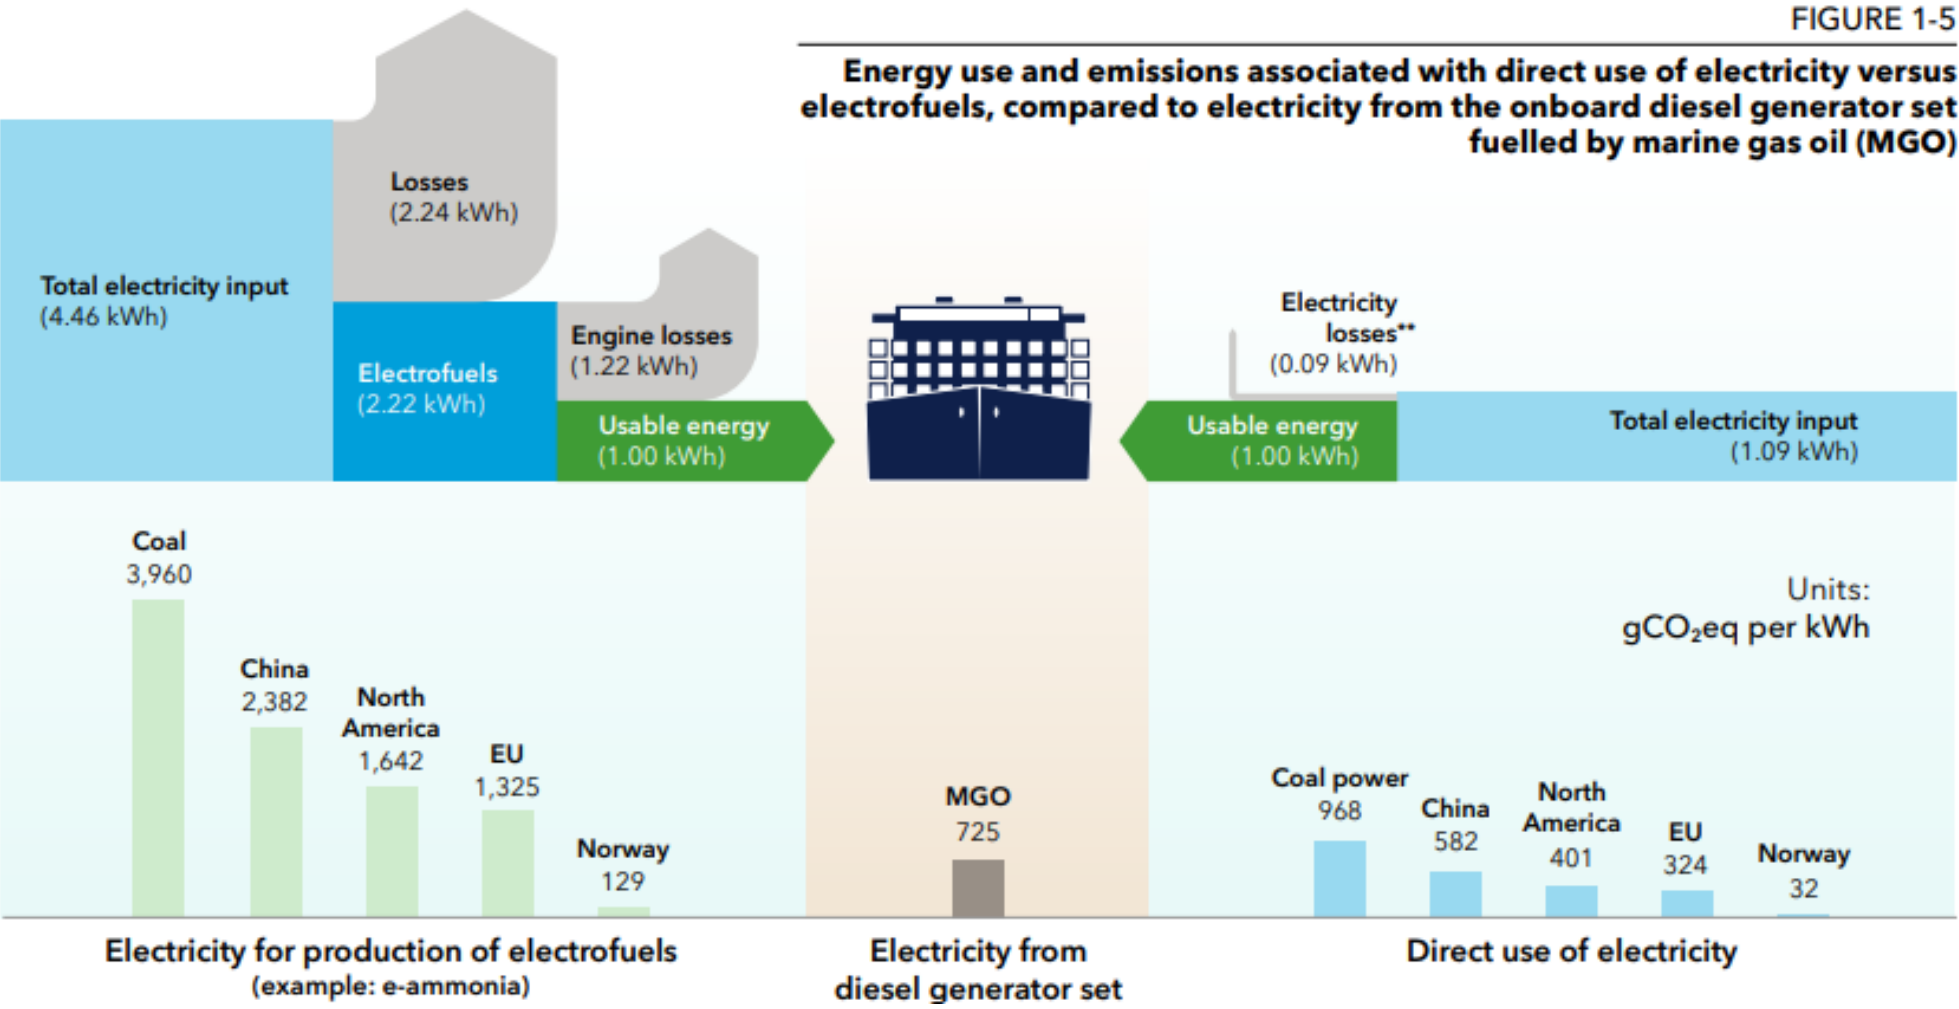 FIGURE 1-5
Energy use and emissions associated with direct use of electricity versus
electrofuels, compared to electricity from the onboard diesel generator set
fuelled by marine gas oil (MGO)
Losses
(2.24 kWh)
Total electricity input
(4.46 kWh)
Electrofuels
(2.22 kWh)
Engine losses
(1.22 kWh)
Usable energy
(1.00 kWh)
Electricity
losses**
(0.09 kWh)
Usable energy
(1.00 kWh)
Total electricity input
(1.09 kWh)
Coal
3,960
China
2,382
North
America
1,642
EU
1,325
Norway
129
MGO
725
Units:
gCO₂eq per kWh
Coal power
968
China
582
North
America
401
EU
324
Norway
32
Electricity for production of electrofuels
(example: e-ammonia)
Electricity from
diesel generator set
Direct use of electricity